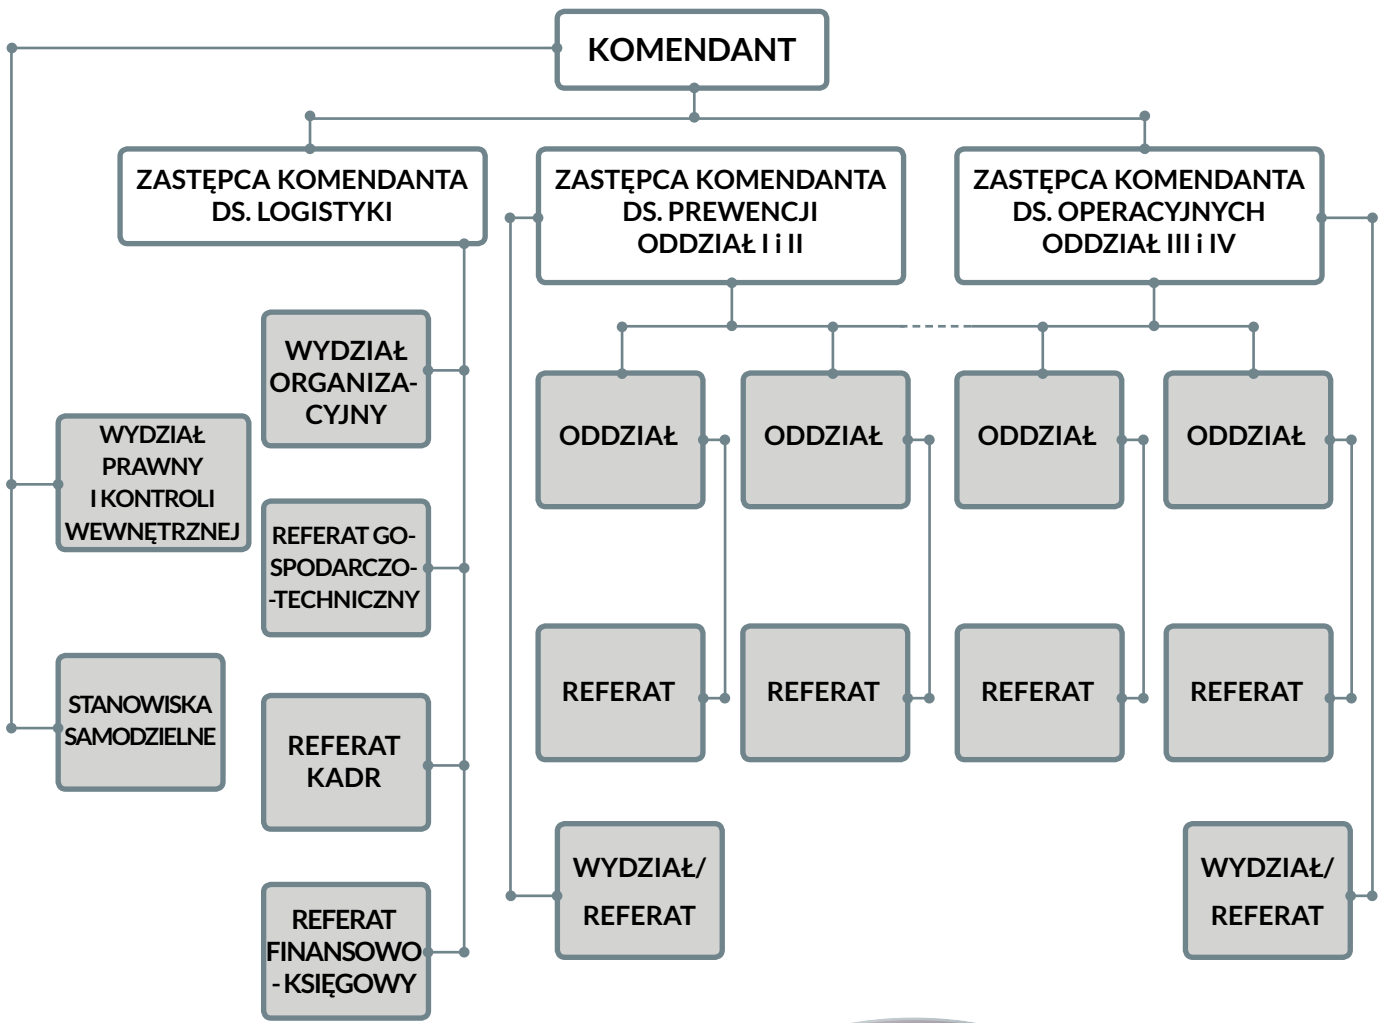 KOMENDANT
ZASTĘPCA KOMENDANTA
DS. LOGISTYKI
ZASTĘPCA KOMENDANTA
DS. PREWENCJI
ODDZIAŁ I i II
ZASTĘPCA KOMENDANTA
DS. OPERACYJNYCH
ODDZIAŁ III i IV
WYDZIAŁ
ORGANIZA-
CYJNY
WYDZIAŁ
PRAWNY
I KONTROLI
WEWNĘTRZNEJ
REFERAT GO-
SPODARCZO-
-TECHNICZNY
STANOWISKA
SAMODZIELNE
REFERAT
KADR
REFERAT
FINANSOWO
- KSIĘGOWY
ODDZIAŁ
ODDZIAŁ
ODDZIAŁ
ODDZIAŁ
REFERAT
REFERAT
REFERAT
REFERAT
WYDZIAŁ/
REFERAT
WYDZIAŁ/
REFERAT